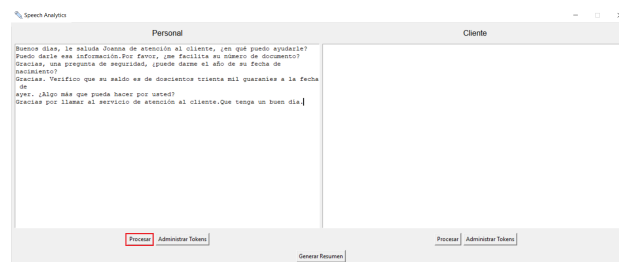 Speech Analytics
Personal
Cliente
Buenos días, le saluda Joanna de atención al cliente, ¿en qué puedo ayudarle?
Puedo darle esa información.Por favor, ¿me facilita su número de documento?
Gracias, una pregunta de seguridad, ¿puede darme el año de su fecha de
nacimiento?
Gracias. Verifico que su saldo es de doscientos treinta mil guaraníes a la fecha
de
ayer. ¿Algo más que pueda hacer por usted?
Gracias por llamar al servicio de atención al cliente.Que tenga un buen día.
Procesar Administrar Tokens
Procesar Administrar Tokens
Generar Resumen